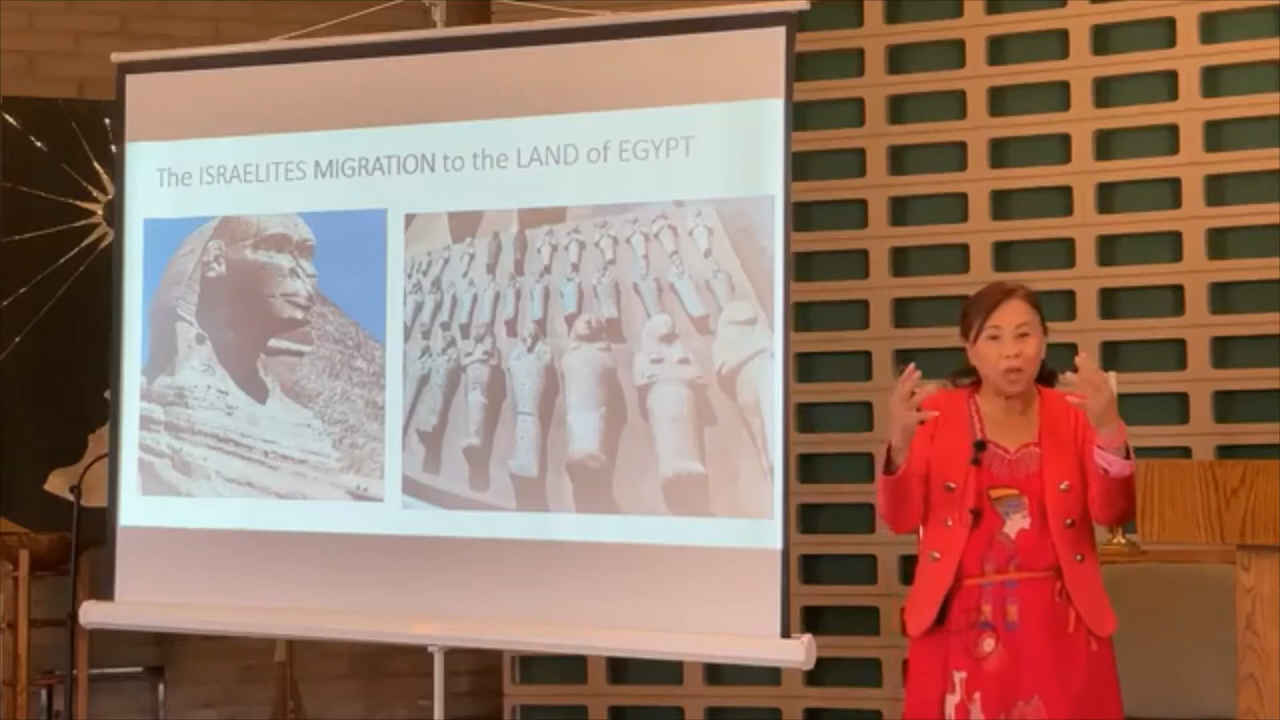 The ISRAELITES MIGRATION to the LAND of EGYPT